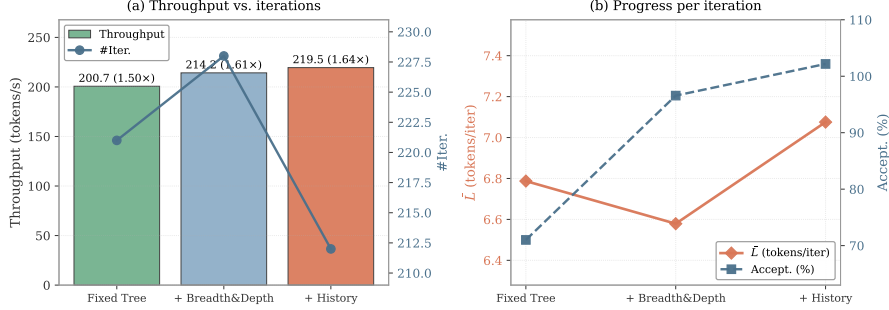 (a) Throughput vs. iterations
Throughput (tokens/s)
250
200
150
100
50
0
Throughput
#Iter.
200.7 (1.50×)
214.2 (1.61×)
219.5 (1.64×)
230.0
227.5
225.0
222.5
220.0
217.5
215.0
212.5
210.0
#Iter.
Fixed Tree
+ Breadth&Depth
+ History
(b) Progress per iteration
L̄ (tokens/iter)
7.4
7.2
7.0
6.8
6.6
6.4
110
100
90
80
70
Accept. (%)
L̄ (tokens/iter)
Accept. (%)
Fixed Tree
+ Breadth&Depth
+ History